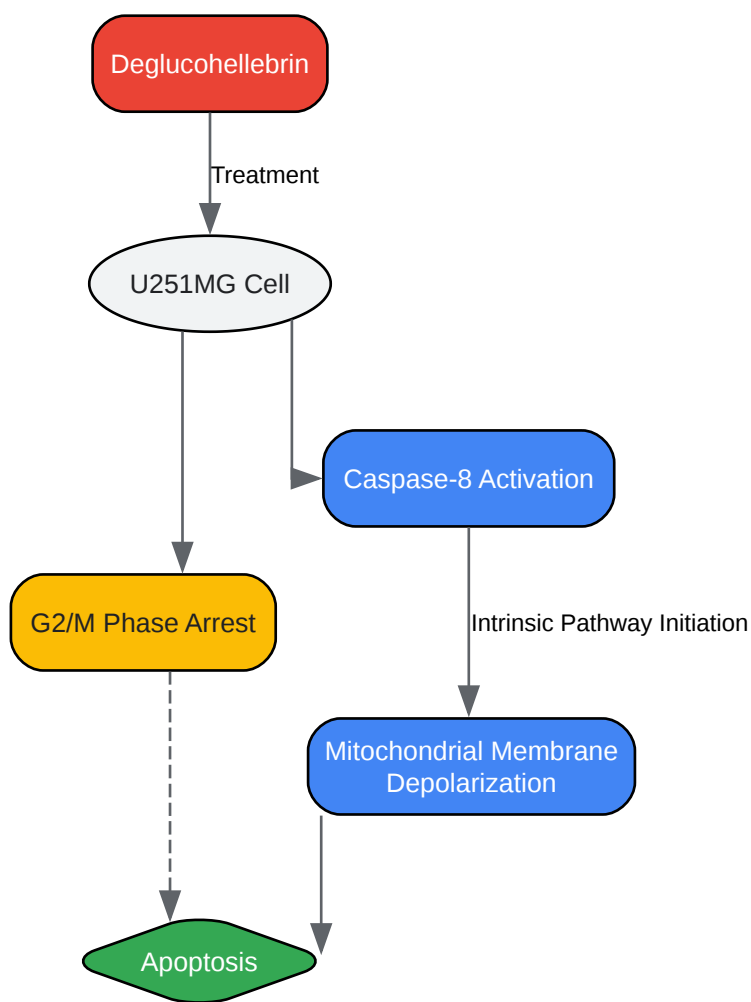 Deglucohellebrin
Treatment
U251MG Cell
Caspase-8 Activation
G2/M Phase Arrest
Intrinsic Pathway Initiation
Mitochondrial Membrane
Depolarization
Apoptosis